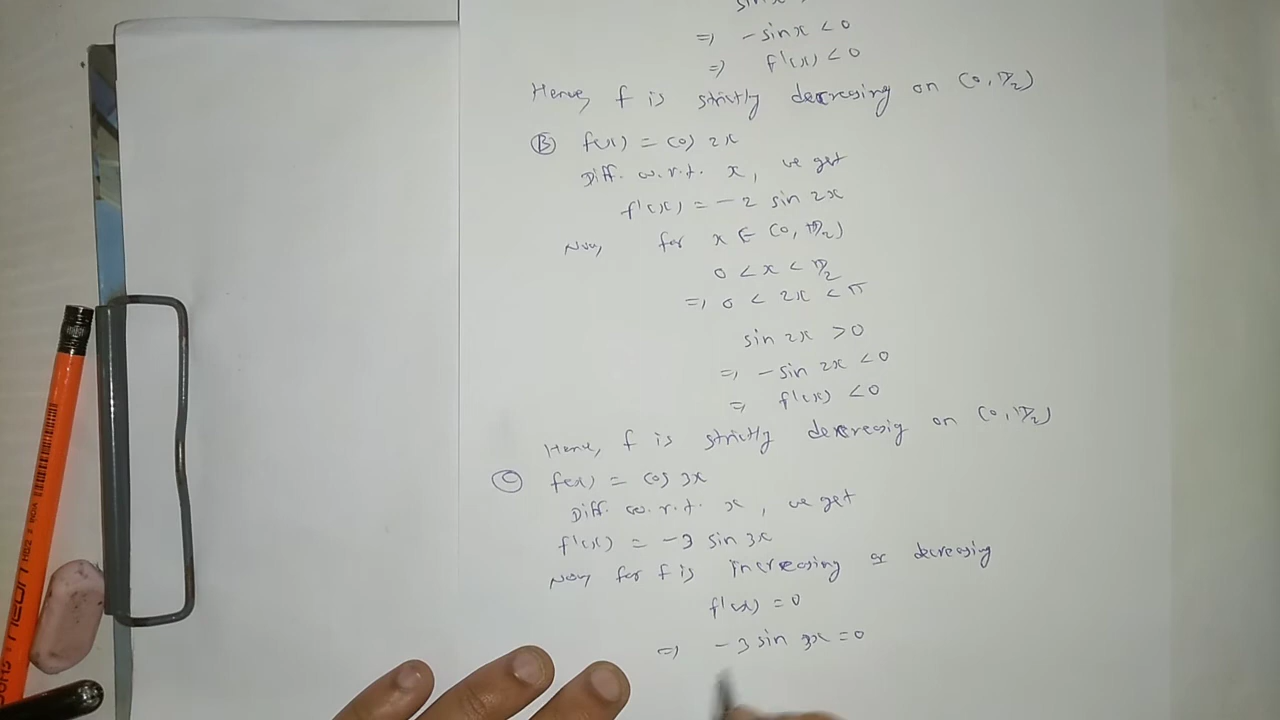 ⇒ -sinx < 0
⇒ f'(x) < 0
Hence, f is strictly decreasing on (0, π/2)
(B) f(x) = cos 2x
Diff. w.r.t. x, we get
f'(x) = -2 sin 2x
Now, for x ∈ (0, π/2)
0 < x < π/2
⇒ 0 < 2x < π
sin 2x > 0
⇒ -sin 2x < 0
⇒ f'(x) < 0
Hence, f is strictly decreasig on (0, π/2)
(C) f(x) = cos 3x
Diff. w.r.t. x, we get
f'(x) = -3 sin 3x
Now for f is increasing or decreasing
f'(x) = 0
⇒ -3 sin 3x = 0